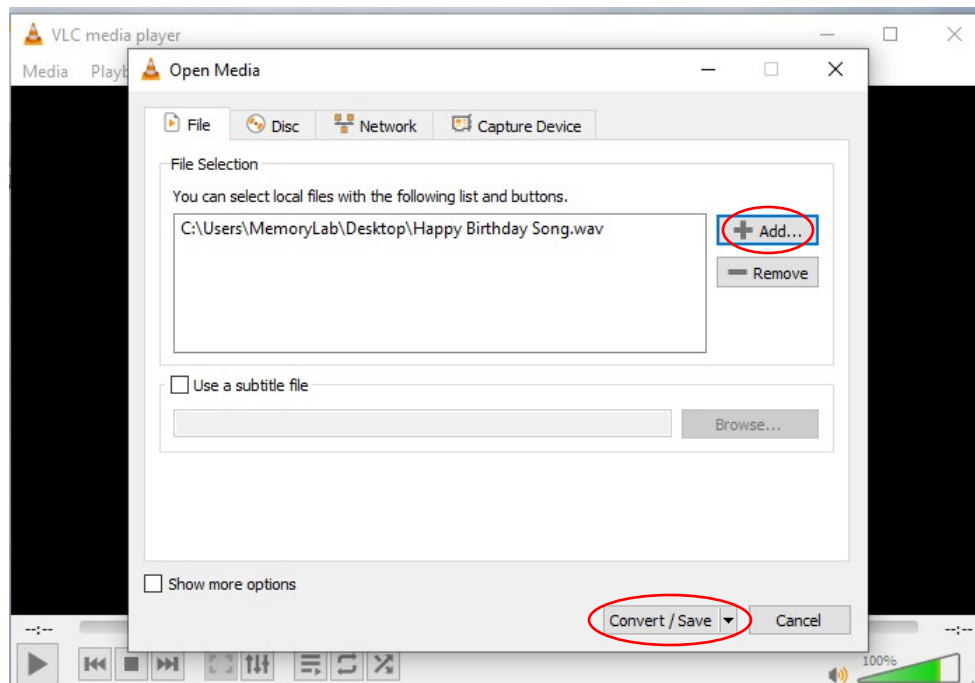 VLC media player
Media Playb
Open Media
File Disc Network Capture Device
File Selection
You can select local files with the following list and buttons.
C:\Users\MemoryLab\Desktop\Happy Birthday Song.wav
Add...
Remove
Use a subtitle file
Browse...
Show more options
Convert / Save Cancel
--:-- --:--
100%